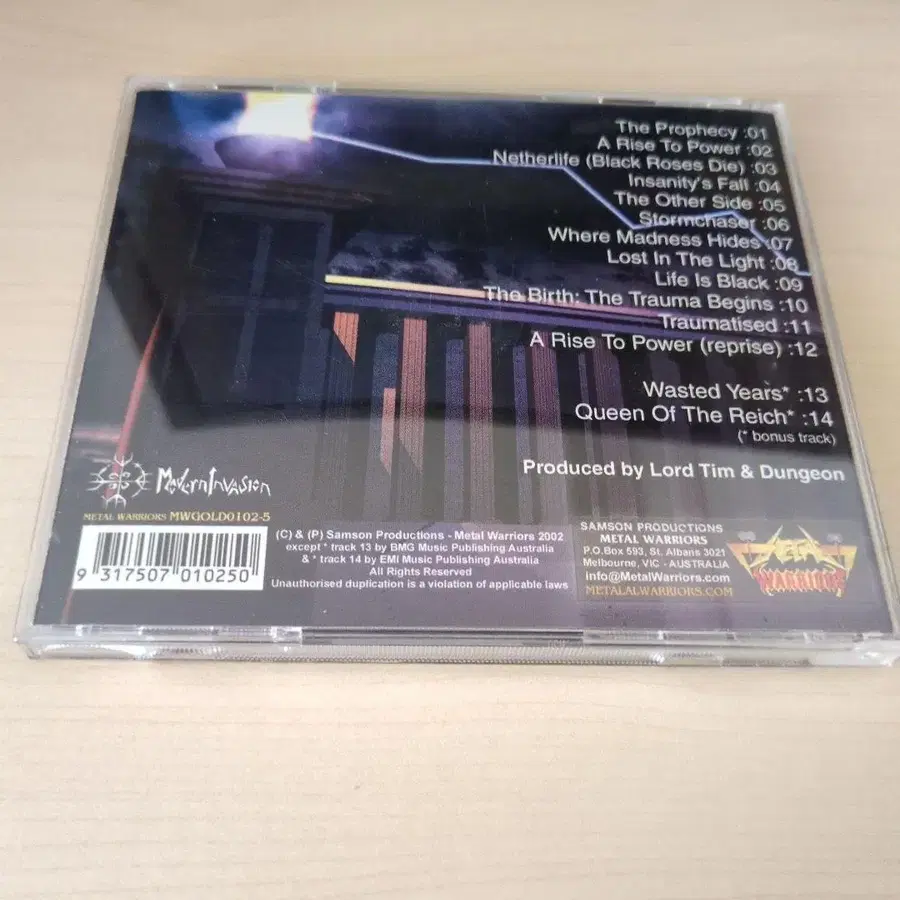 The Prophecy :01
A Rise To Power :02
Netherlife (Black Roses Die) :03
Insanity's Fall :04
The Other Side :05
Stormchaser :06
Where Madness Hides :07
Lost In The Light :08
Life Is Black :09
The Birth: The Trauma Begins :10
Traumatised :11
A Rise To Power (reprise) :12
Wasted Years* :13
Queen Of The Reich* :14
(* bonus track)
Produced by Lord Tim & Dungeon
ModernInvasion
METAL WARRIORS MWGOLD0102-5
9 317507 010250
(C) & (P) Samson Productions - Metal Warriors 2002
except * track 13 by BMG Music Publishing Australia
& * track 14 by EMI Music Publishing Australia
All Rights Reserved
Unauthorised duplication is a violation of applicable laws
SAMSON PRODUCTIONS
METAL WARRIORS
P.O.Box 593, St. Albans 3021
Melbourne, VIC - AUSTRALIA
info@MetalWarriors.com
METALALWARRIORS.COM
METAL
WARRIORS